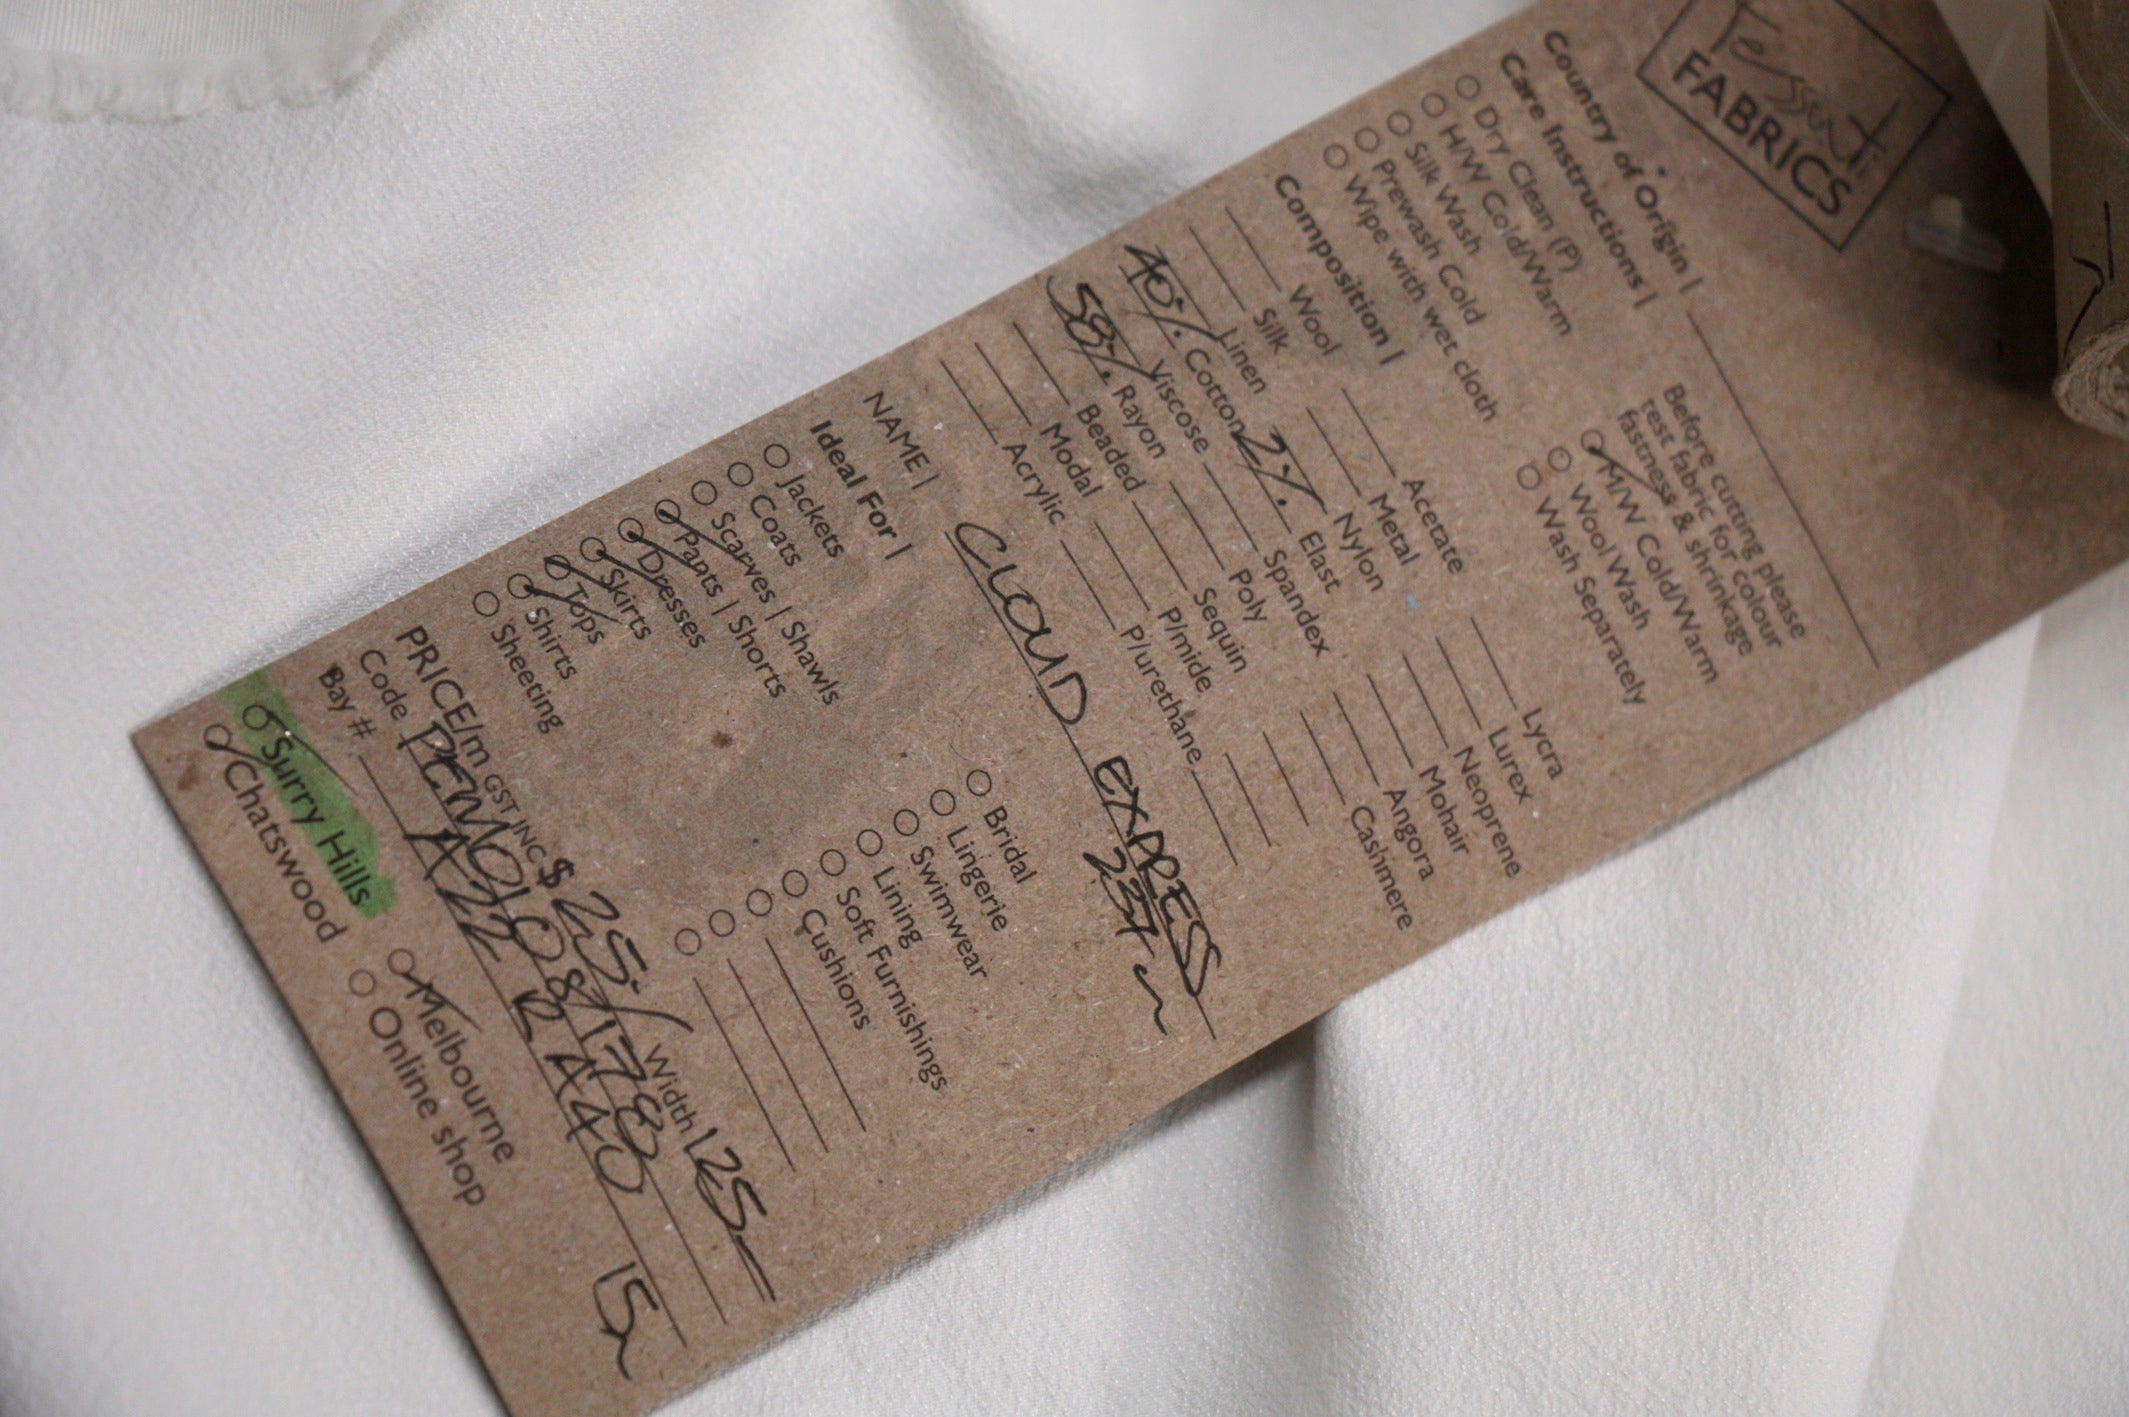 Tessuti
FABRICS
Country of Origin |
Care Instructions |
Dry Clean (P)
H/W Cold/Warm
Silk Wash
Prewash Cold
Wipe with wet cloth
Before cutting please
test fabric for colour
fastness & shrinkage
M/W Cold/Warm
Wool Wash
Wash Separately
Composition |
Wool
Silk
Linen
40% Cotton
Viscose
58% Rayon
Beaded
Modal
Acrylic
Acetate
Metal
Nylon
2% Elast
Spandex
Poly
Sequin
P/mide
P/urethane
Lycra
Lurex
Neoprene
Mohair
Angora
Cashmere
NAME | CLOUD EXPRESS
Ideal For |
Jackets
Coats
Scarves | Shawls
Pants | Shorts
Dresses
Skirts
Tops
Shirts
Sheeting
Bridal
Lingerie
Swimwear
Lining
Soft Furnishings
Cushions
PRICE/m GST INC $25 Width 125
Code
Bay # A22 R A40 15
Surry Hills
Chatswood
Melbourne
Online shop